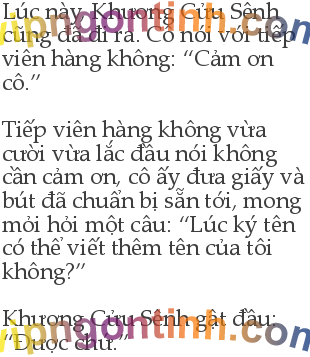 Lúc này, Khương Cửu Sênh
cũng đã đi ra. Cô nói với tiếp
viên hàng không: “Cảm ơn
cô.”
Tiếp viên hàng không vừa
cười vừa lắc đầu nói không
cần cảm ơn, cô ấy đưa giấy và
bút đã chuẩn bị sẵn tới, mong
mỏi hỏi một câu: “Lúc ký tên
có thể viết thêm tên của tôi
không?”
Khương Cửu Sênh gật đầu:
“Được chứ.”
vipngontinh.com